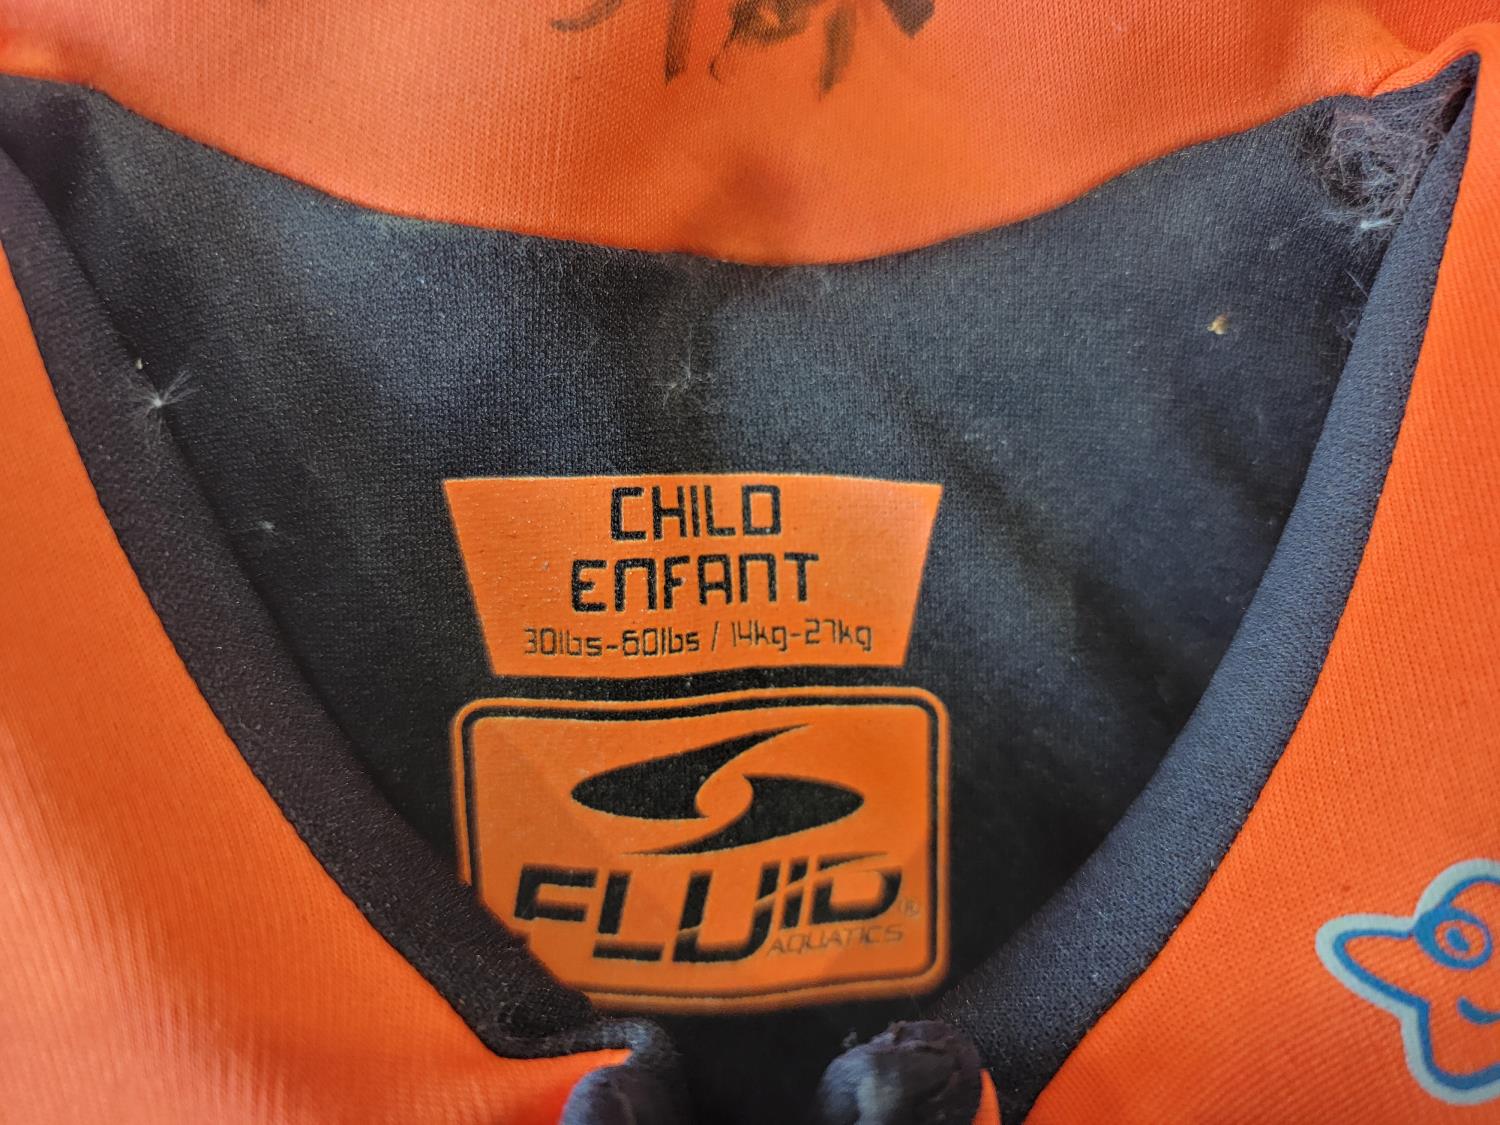 CHILD
ENFANT
30lbs-60lbs / 14kg-27kg
FLUID®
AQUATICS